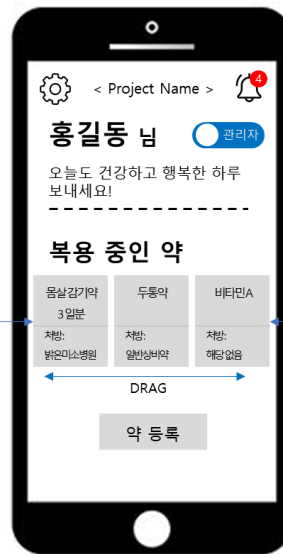 < Project Name >
4
홍길동 님
관리자
오늘도 건강하고 행복한 하루
보내세요!
복용 중인 약
몸살감기약
3일분
두통약
비타민A
처방:
밝은미소병원
처방:
일반상비약
처방:
해당없음
DRAG
약 등록